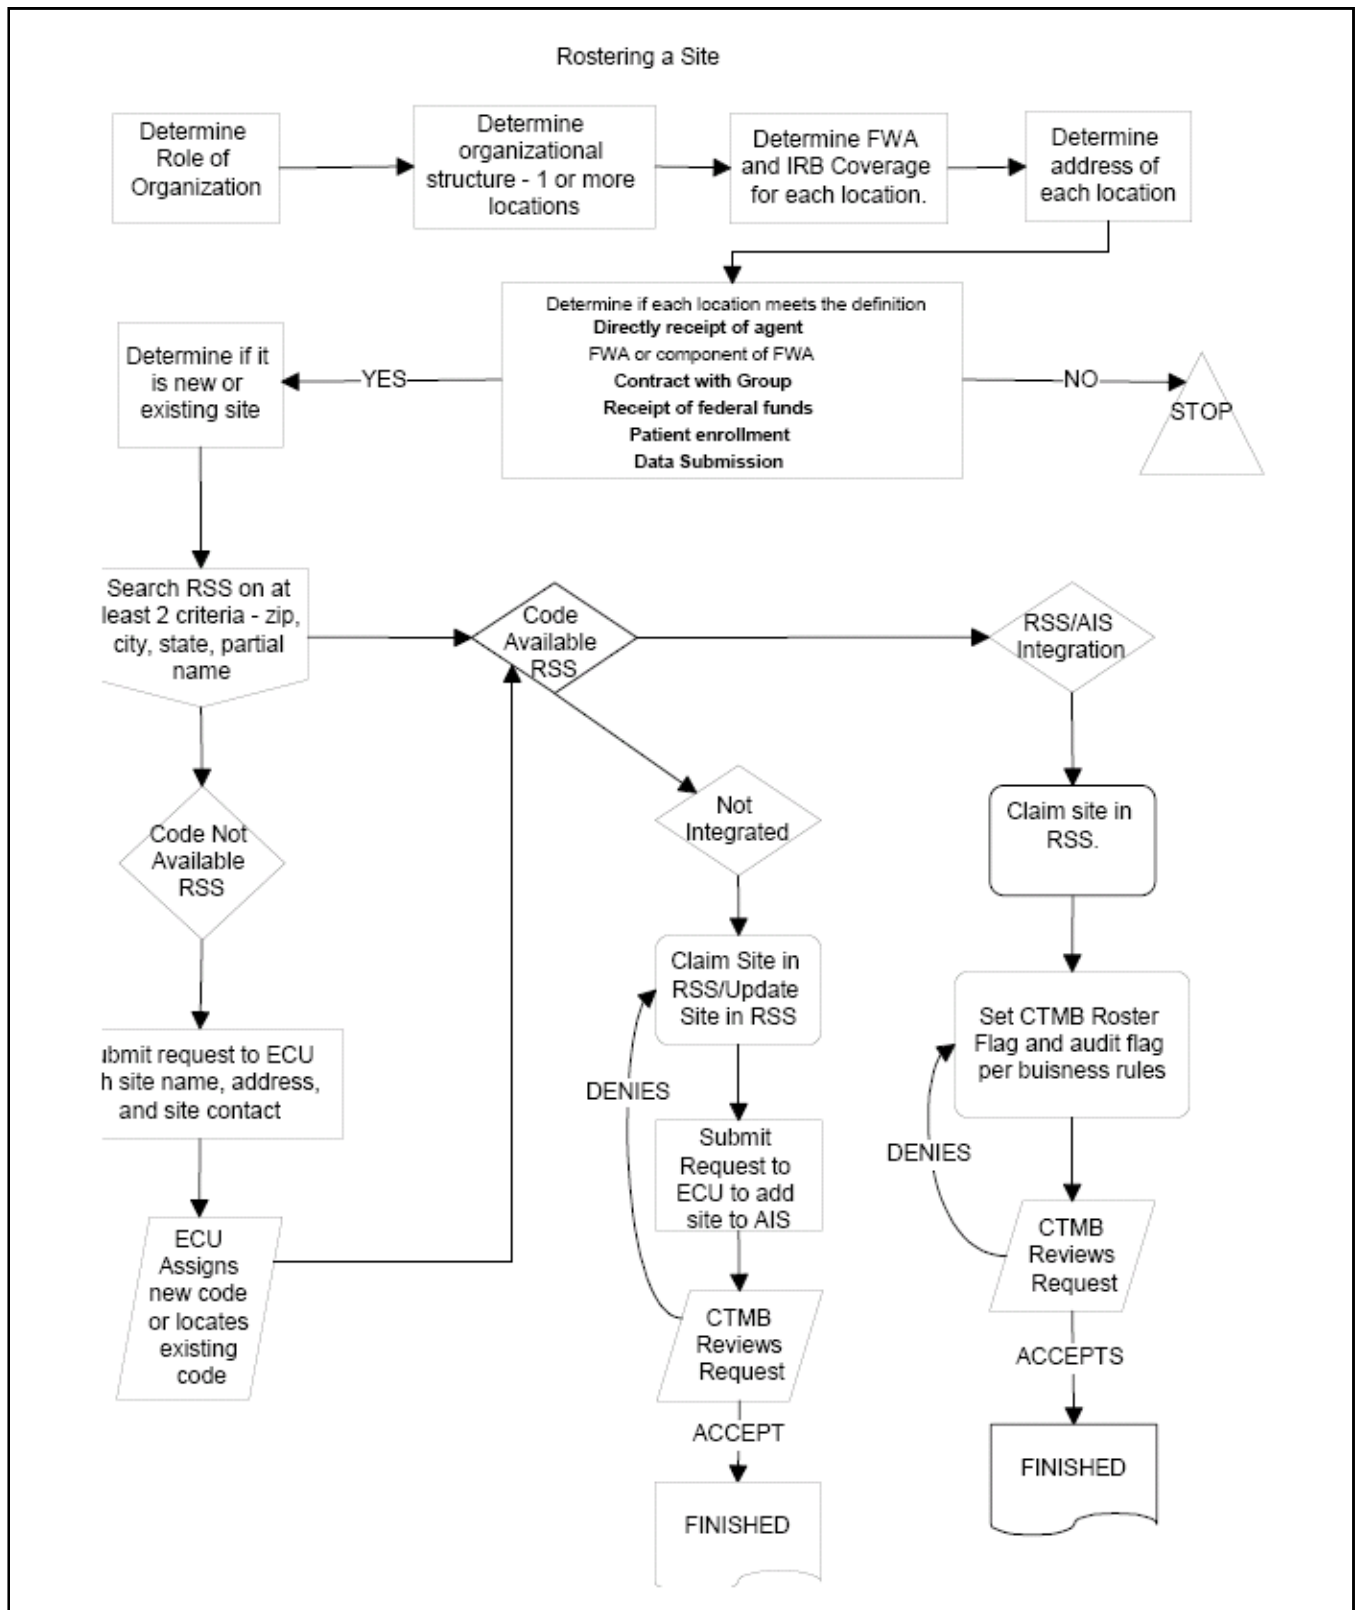 Rostering a Site
Determine
Role of
Organization
Determine
organizational
structure - 1 or more
locations
Determine FWA
and IRB Coverage
for each location.
Determine
address of
each location
Determine if each location meets the definition
Directly receipt of agent
FWA or component of FWA
Contract with Group
Receipt of federal funds
Patient enrollment
Data Submission
YES
NO
STOP
Determine if it
is new or
existing site
Search RSS on at
least 2 criteria - zip,
city, state, partial
name
Code
Available
RSS
RSS/AIS
Integration
Code Not
Available
RSS
Not
Integrated
Claim site in
RSS.
Claim Site in
RSS/Update
Site in RSS
Set CTMB Roster
Flag and audit flag
per buisness rules
ubmit request to ECU
h site name, address,
and site contact
DENIES
Submit
Request to
ECU to add
site to AIS
DENIES
ECU
Assigns
new code
or locates
existing
code
CTMB
Reviews
Request
CTMB
Reviews
Request
ACCEPTS
ACCEPT
FINISHED
FINISHED